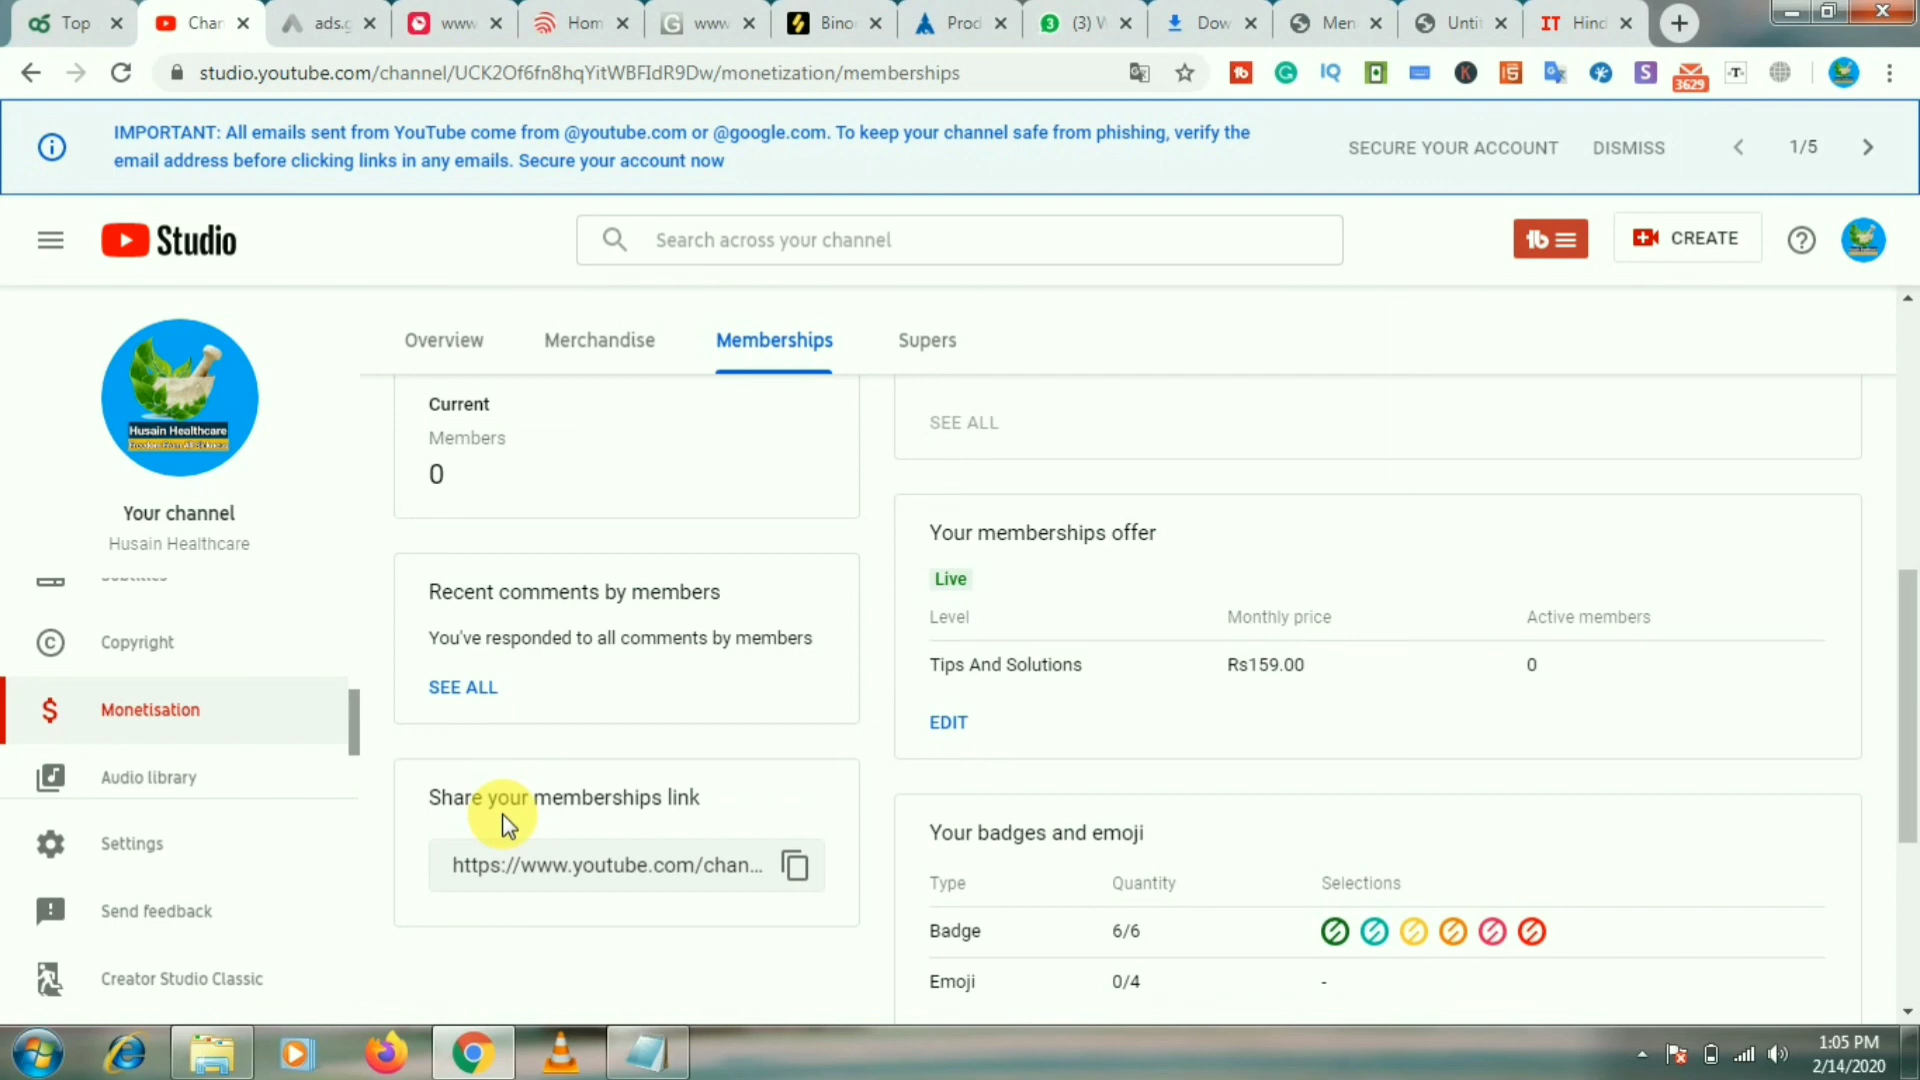 Top
Chan
ads.g
www
Hom
www
Bino
Prod
(3) W
Dow
Men
Unti
IT Hind
studio.youtube.com/channel/UCK2Of6fn8hqYitWBFIdR9Dw/monetization/memberships
3629
IMPORTANT: All emails sent from YouTube come from @youtube.com or @google.com. To keep your channel safe from phishing, verify the
email address before clicking links in any emails. Secure your account now
SECURE YOUR ACCOUNT
DISMISS
1/5
Studio
Search across your channel
CREATE
Overview
Merchandise
Memberships
Supers
Husain Healthcare
Your channel
Husain Healthcare
Subtitles
Copyright
Monetisation
Audio library
Settings
Send feedback
Creator Studio Classic
Current
Members
0
Recent comments by members
You've responded to all comments by members
SEE ALL
Share your memberships link
https://www.youtube.com/chan...
SEE ALL
Your memberships offer
Live
Level Monthly price Active members
Tips And Solutions Rs159.00 0
EDIT
Your badges and emoji
Type Quantity Selections
Badge 6/6
Emoji 0/4 -
1:05 PM
2/14/2020